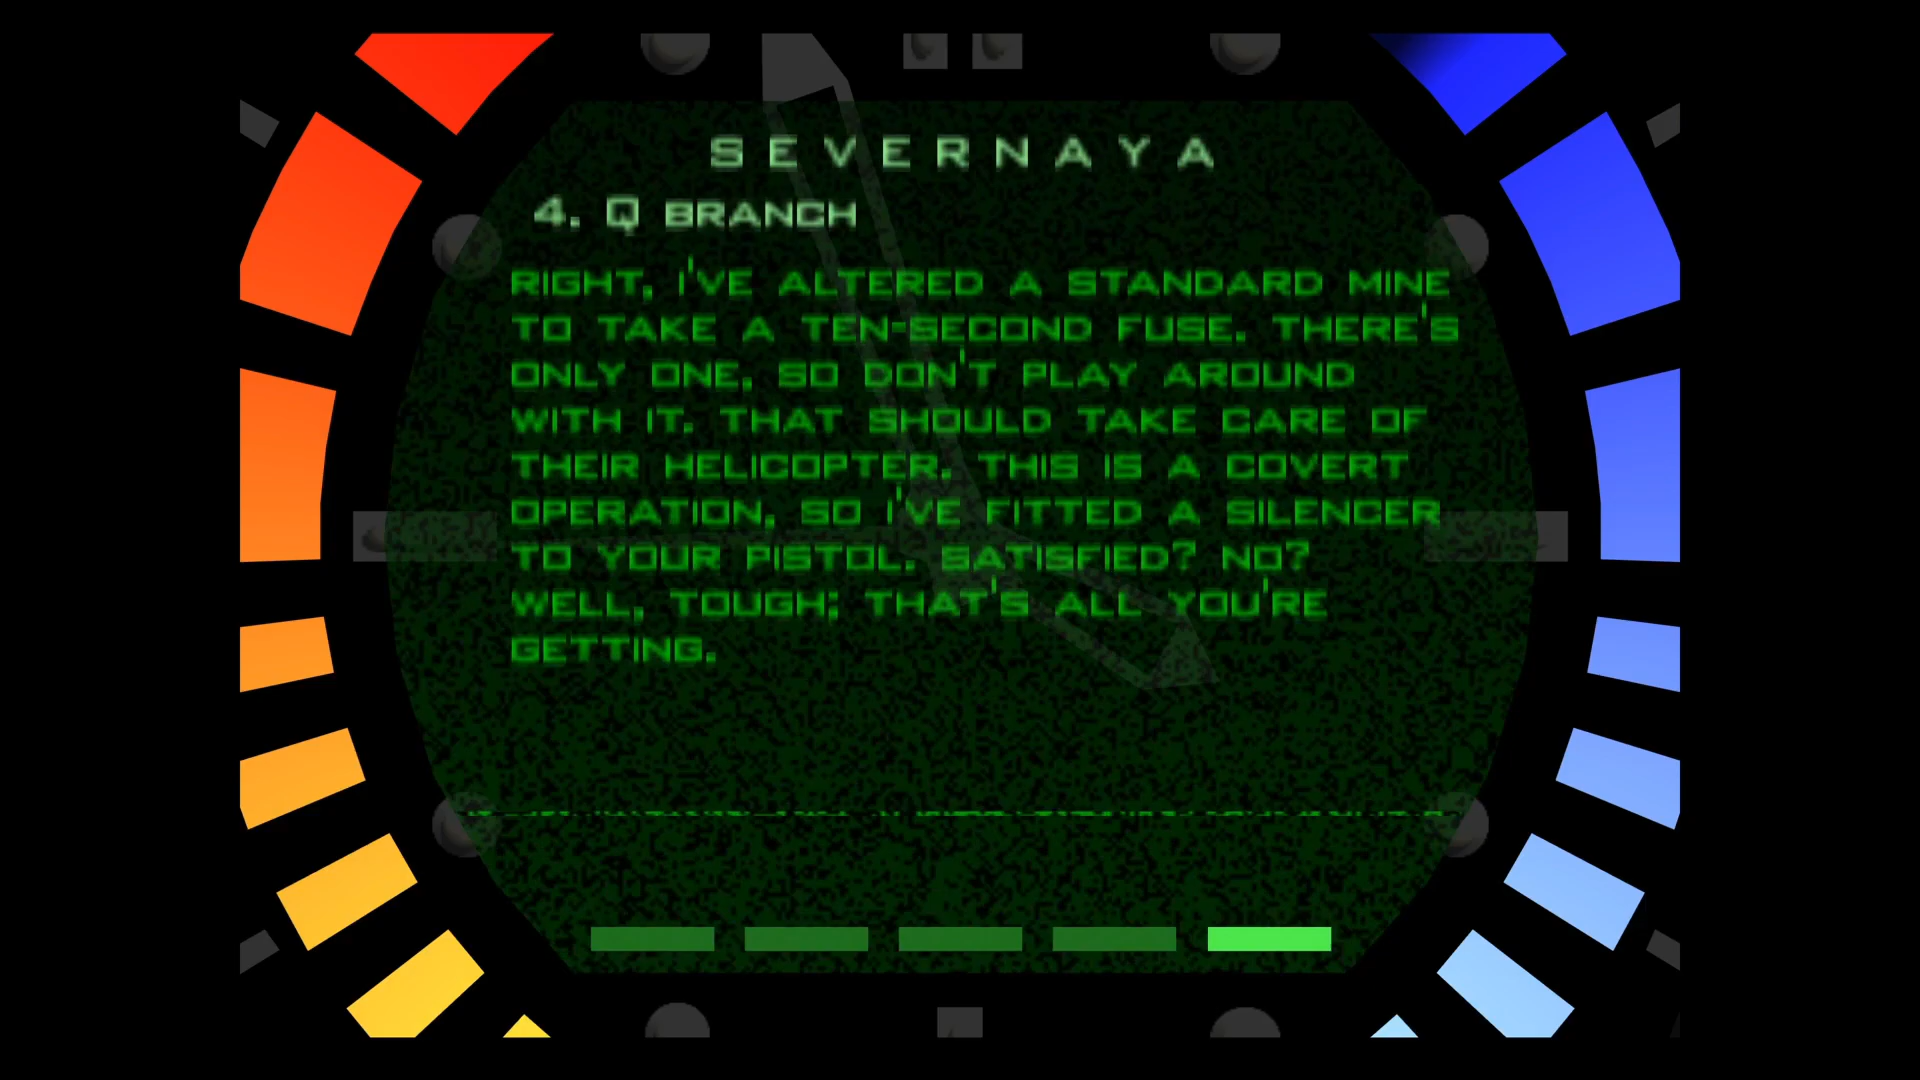 SEVERNAYA
4. Q BRANCH
RIGHT, I'VE ALTERED A STANDARD MINE
TO TAKE A TEN-SECOND FUSE. THERE'S
ONLY ONE, SO DON'T PLAY AROUND
WITH IT. THAT SHOULD TAKE CARE OF
THEIR HELICOPTER. THIS IS A COVERT
OPERATION, SO I'VE FITTED A SILENCER
TO YOUR PISTOL. SATISFIED? NO?
WELL, TOUGH; THAT'S ALL YOU'RE
GETTING.